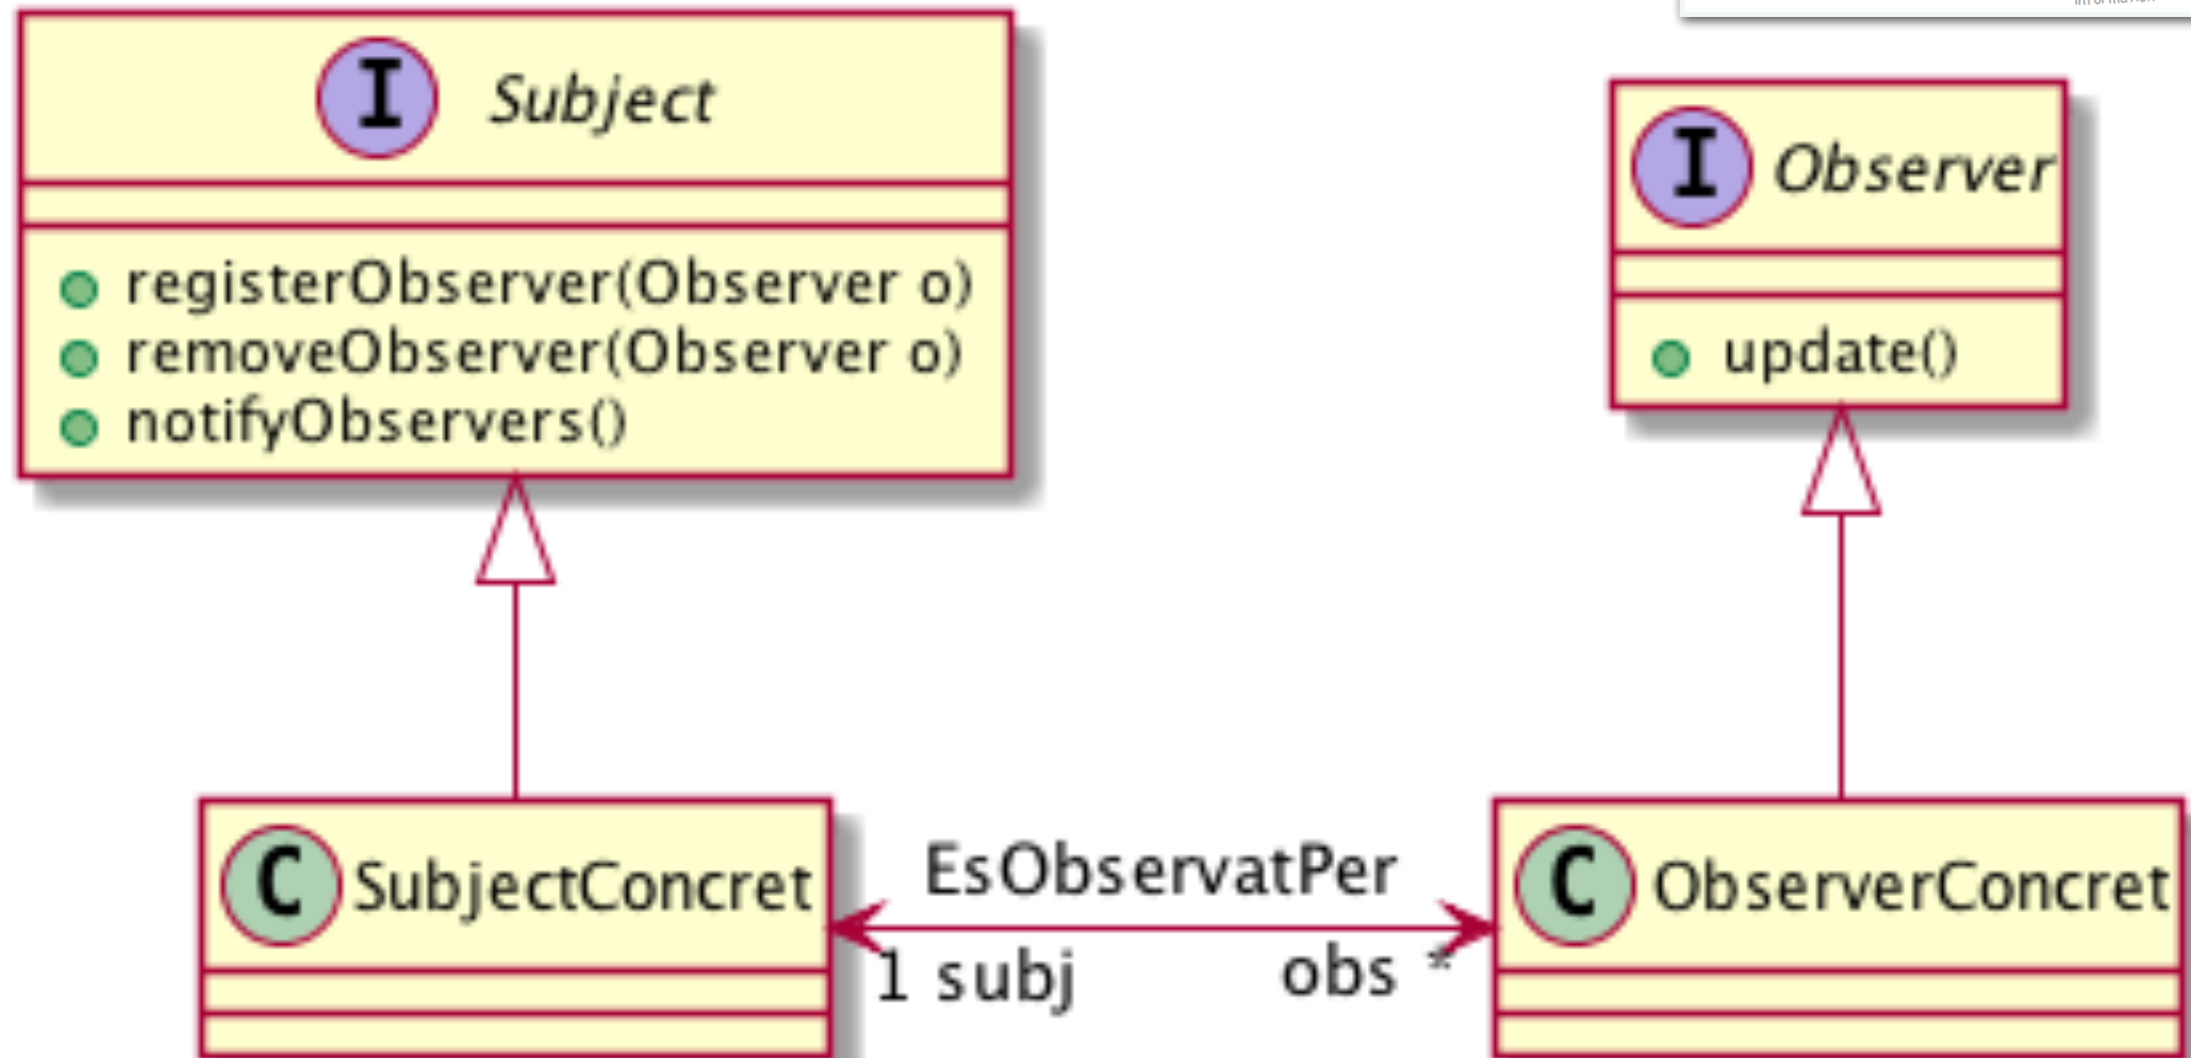 I Subject
registerObserver(Observer o)
removeObserver(Observer o)
notifyObservers()
I Observer
update()
C SubjectConcret
EsObservatPer
1 subj
obs *
C ObserverConcret